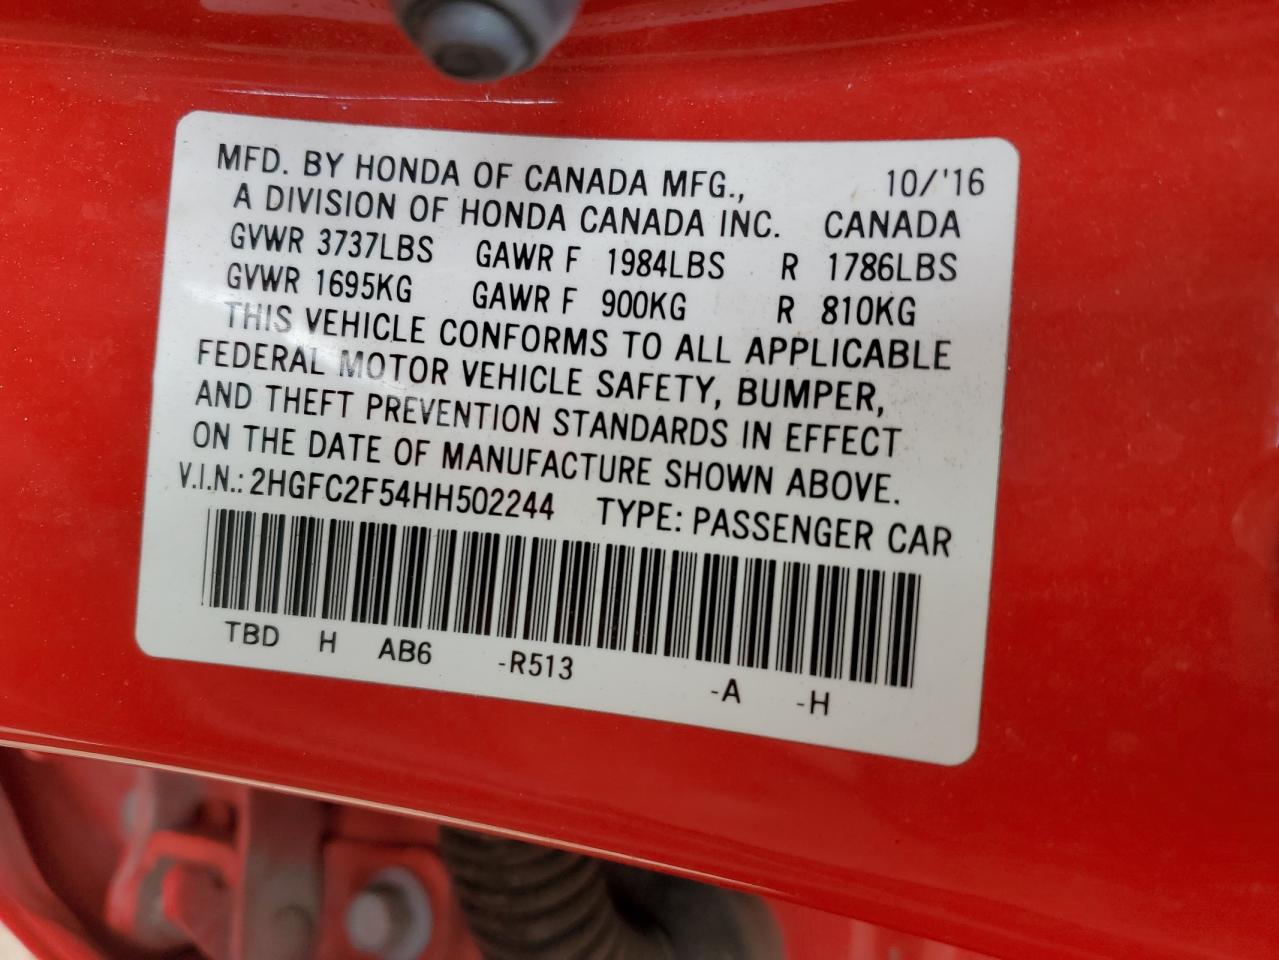 MFD. BY HONDA OF CANADA MFG., 10/'16
A DIVISION OF HONDA CANADA INC. CANADA
GVWR 3737LBS GAWR F 1984LBS R 1786LBS
GVWR 1695KG GAWR F 900KG R 810KG
THIS VEHICLE CONFORMS TO ALL APPLICABLE
FEDERAL MOTOR VEHICLE SAFETY, BUMPER,
AND THEFT PREVENTION STANDARDS IN EFFECT
ON THE DATE OF MANUFACTURE SHOWN ABOVE.
V.I.N.: 2HGFC2F54HH502244 TYPE: PASSENGER CAR
TBD H AB6 -R513 -A -H